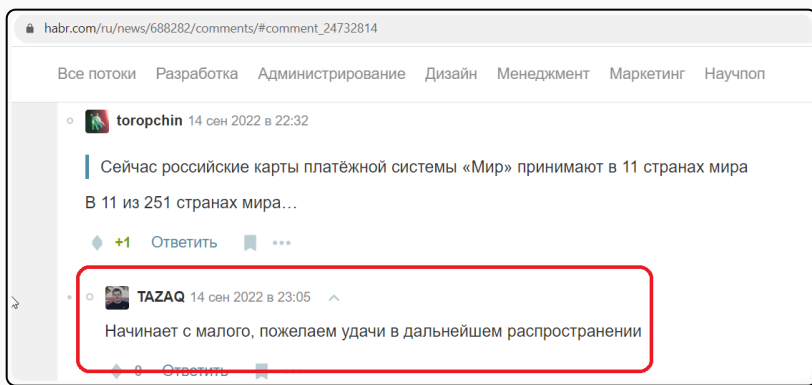 habr.com/ru/news/688282/comments/#comment_24732814
Все потоки Разработка Администрирование Дизайн Менеджмент Маркетинг Научпоп
toropchin 14 сен 2022 в 22:32
Сейчас российские карты платёжной системы «Мир» принимают в 11 странах мира
В 11 из 251 странах мира…
+1 Ответить
TAZAQ 14 сен 2022 в 23:05
Начинает с малого, пожелаем удачи в дальнейшем распространении
0 Ответить